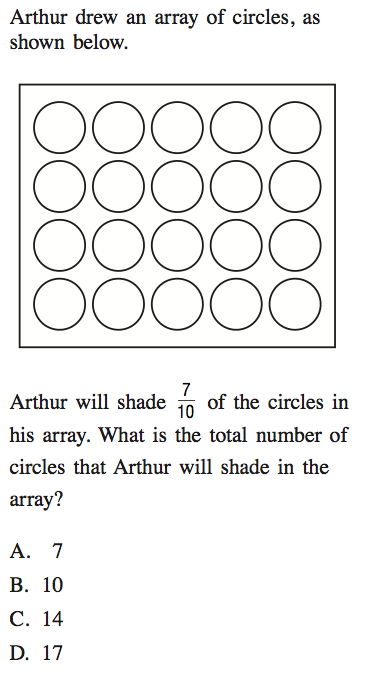 Arthur drew an array of circles, as
shown below.
Arthur will shade 7/10 of the circles in
his array. What is the total number of
circles that Arthur will shade in the
array?
A. 7
B. 10
C. 14
D. 17